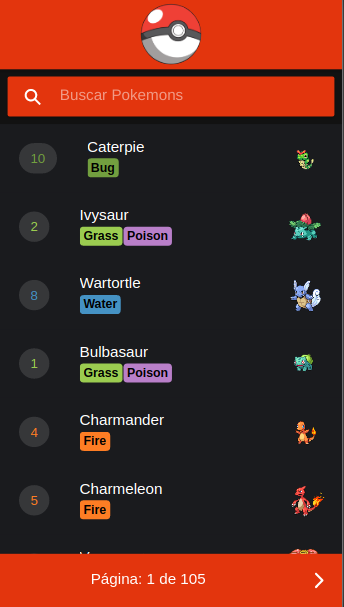 Buscar Pokemons
10
Caterpie
Bug
2
Ivysaur
Grass Poison
8
Wartortle
Water
1
Bulbasaur
Grass Poison
4
Charmander
Fire
5
Charmeleon
Fire
Página: 1 de 105